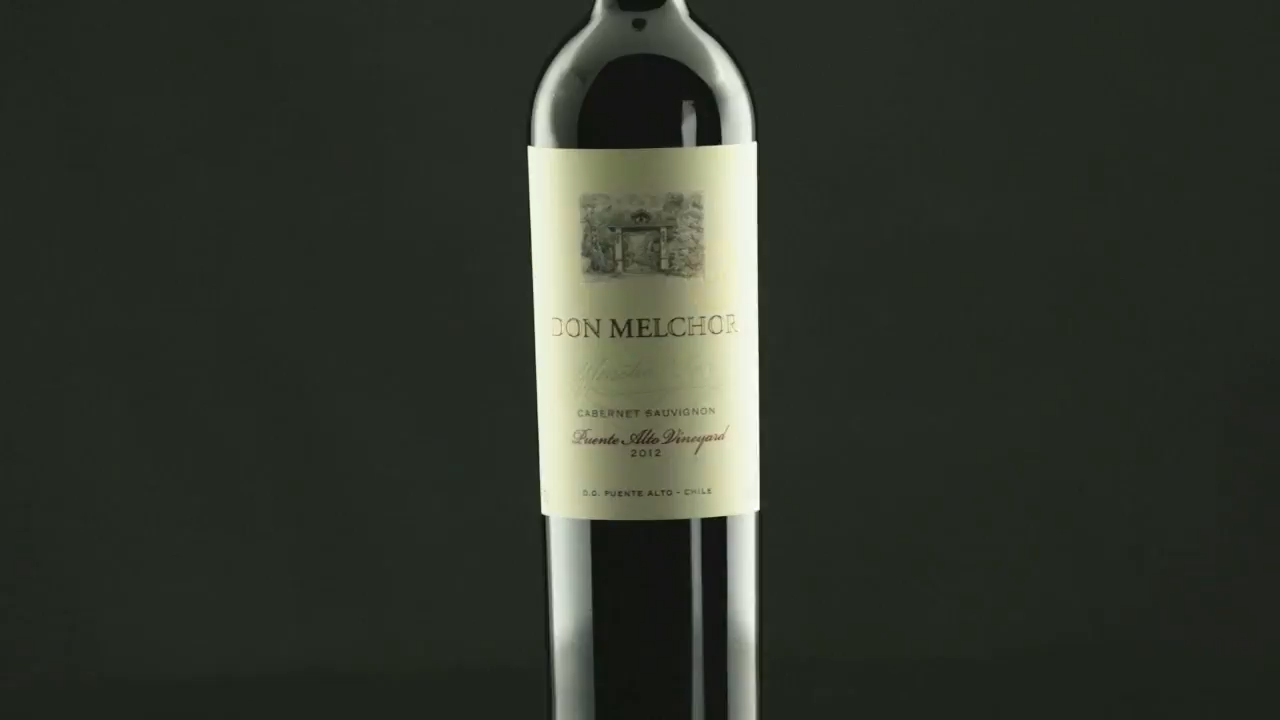 DON MELCHOR
CABERNET SAUVIGNON
Puente Alto Vineyard
2012
D.O. PUENTE ALTO - CHILE